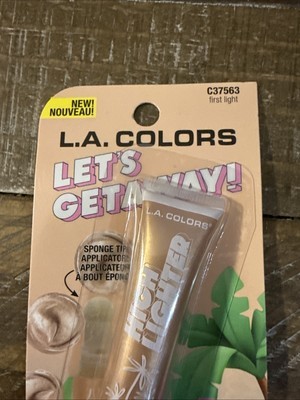 C37563
first light
NEW!
NOUVEAU!
L.A. COLORS
LET'S
GETAWAY!
L.A. COLORS
SPONGE TIP
APPLICATOR
APPLICATEUR
À BOUT ÉPONGE
HIGH
LIGHTER